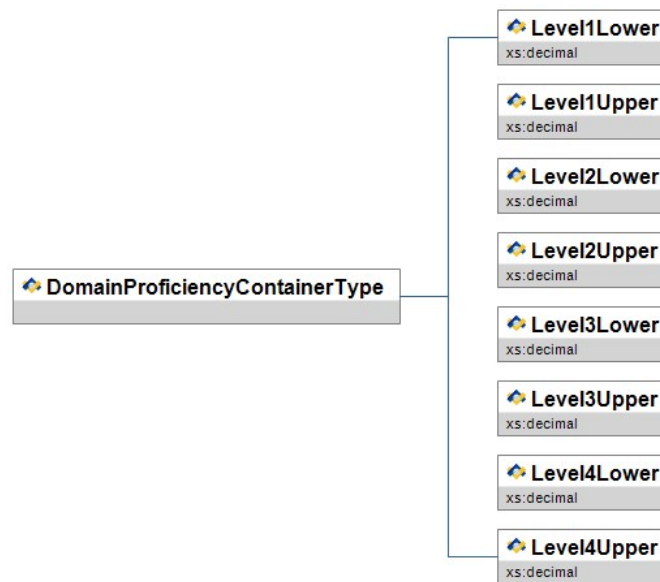 Level1Lower
xs:decimal
Level1Upper
xs:decimal
Level2Lower
xs:decimal
Level2Upper
xs:decimal
DomainProficiencyContainerType
Level3Lower
xs:decimal
Level3Upper
xs:decimal
Level4Lower
xs:decimal
Level4Upper
xs:decimal